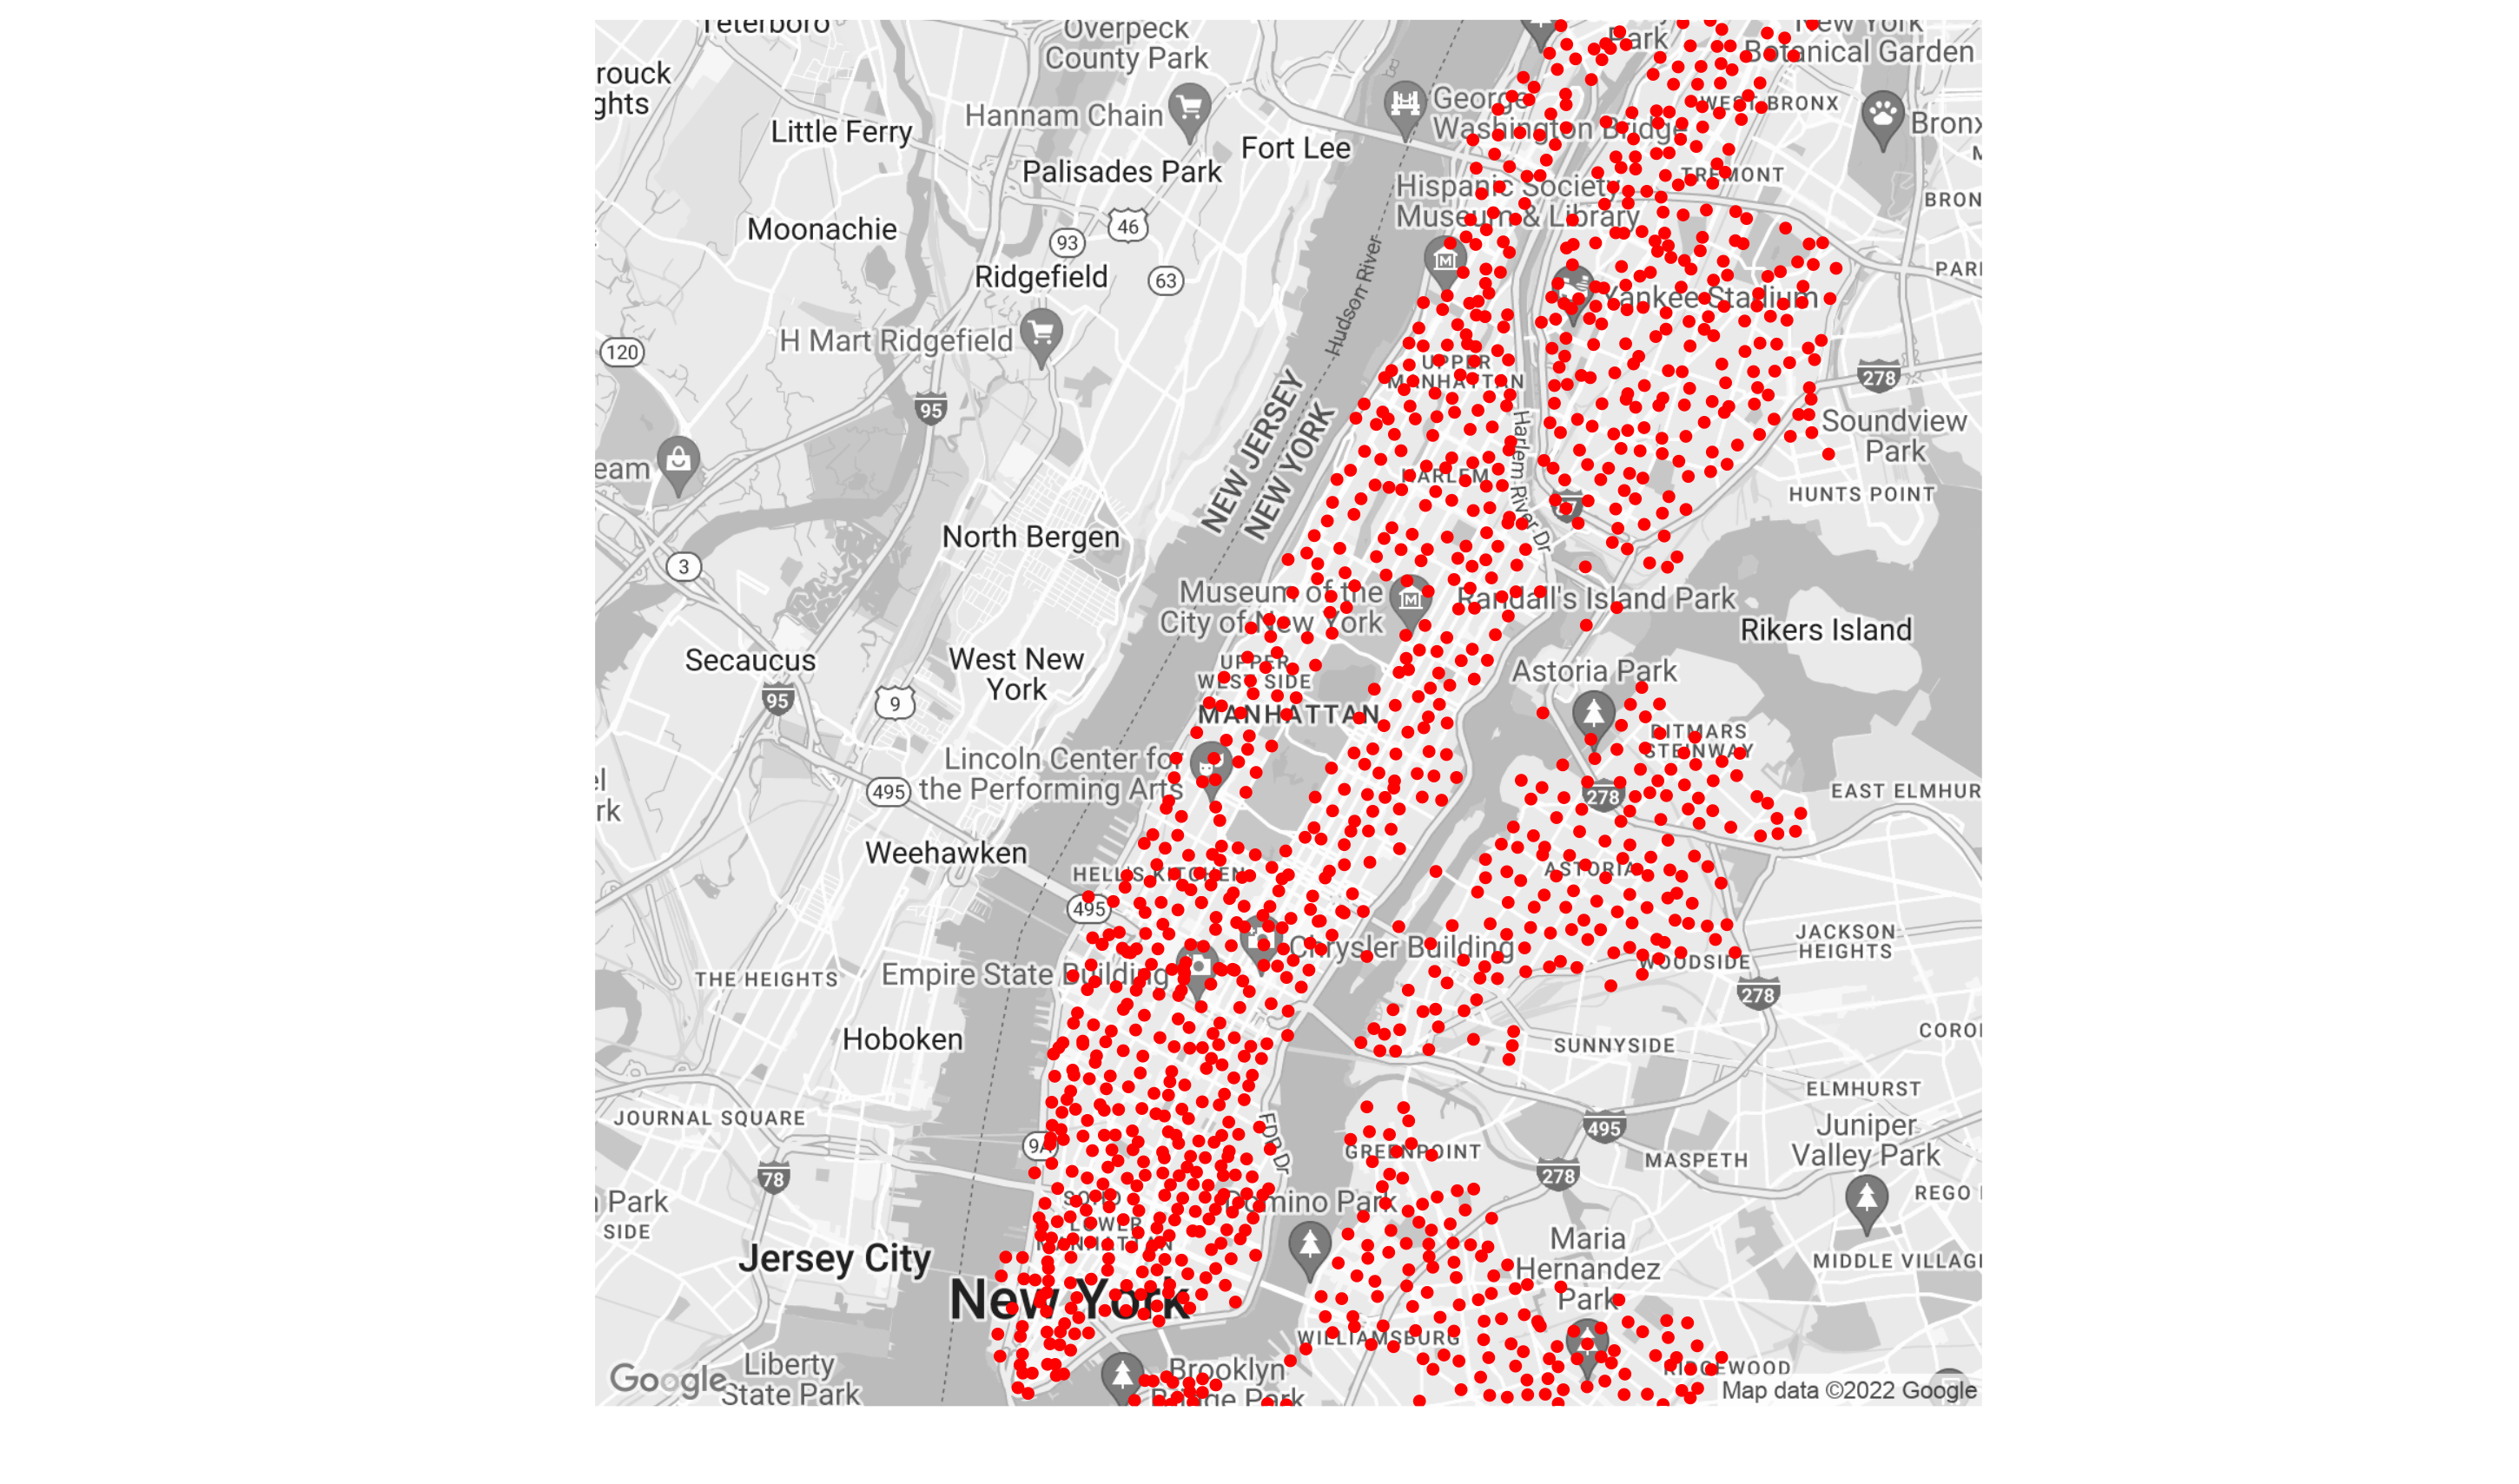 Teterboro
Overpeck
County Park
Park
New York
Botanical Garden
rouck
ghts
Hannam Chain
George
Washington Bridge
WEST BRONX
Bronx
Little Ferry
Fort Lee
Palisades Park
TREMONT
Hispanic Society
Museum & Library
BRON
Moonachie
46
93
Ridgefield
63
Hudson River
PARK
Yankee Stadium
H Mart Ridgefield
120
UPPER
MANHATTAN
278
95
NEW JERSEY
NEW YORK
Harlem River Dr
Soundview
Park
eam
HARLEM
HUNTS POINT
87
North Bergen
3
Museum of the
City of New York
Randall's Island Park
Rikers Island
Secaucus
West New
York
UPPER
WEST SIDE
Astoria Park
95
9
MANHATTAN
DITMARS
STEINWAY
Lincoln Center for
the Performing Arts
495
278
EAST ELMHUR
el
rk
Weehawken
HELL'S KITCHEN
ASTORIA
495
JACKSON
HEIGHTS
Chrysler Building
Empire State Building
WOODSIDE
THE HEIGHTS
278
Hoboken
SUNNYSIDE
COROI
ELMHURST
JOURNAL SQUARE
FDR Dr
495
Juniper
Valley Park
9A
GREENPOINT
MASPETH
78
278
n Park
SIDE
SOHO
Domino Park
REGO
LOWER
MANHATTAN
Maria
Hernandez
Park
Jersey City
MIDDLE VILLAGE
New York
WILLIAMSBURG
Liberty
State Park
Brooklyn
Bridge Park
RIDGEWOOD
Google
Map data ©2022 Google